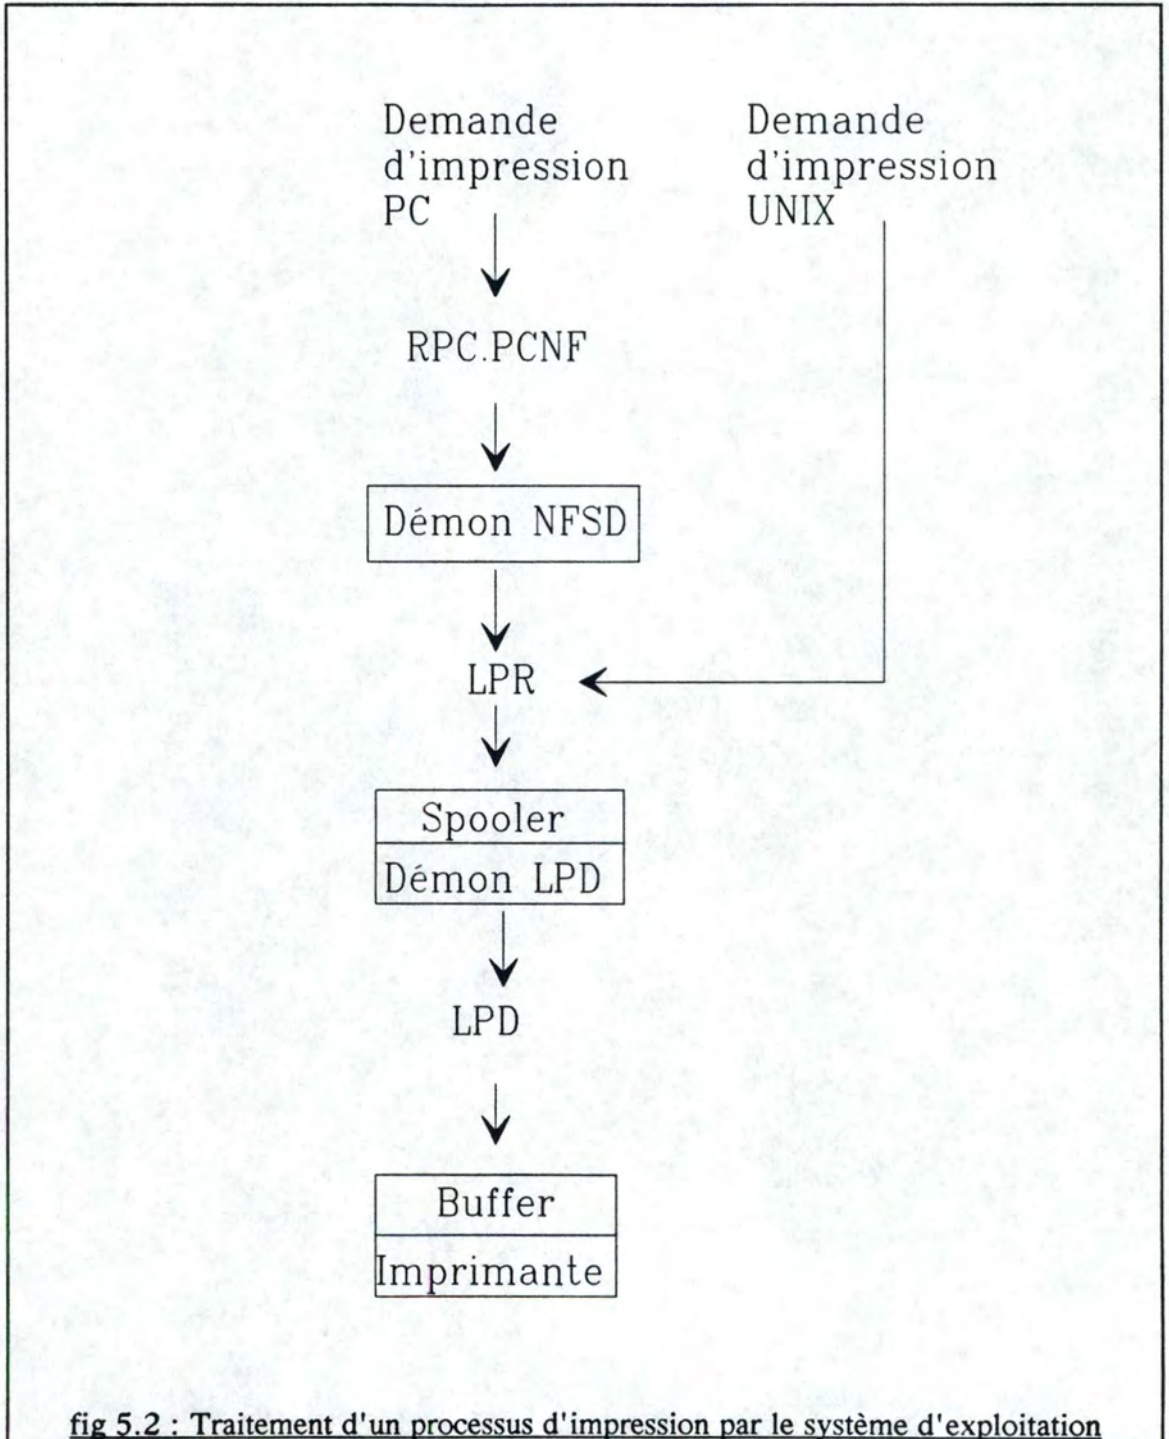 Demande
d'impression
PC
Demande
d'impression
UNIX
RPC.PCNF
Démon NFSD
LPR
Spooler
Démon LPD
LPD
Buffer
Imprimante
fig 5.2 : Traitement d'un processus d'impression par le système d'exploitation